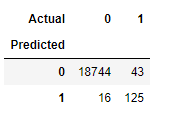 Actual 0 1
Predicted
0 18744 43
1 16 125